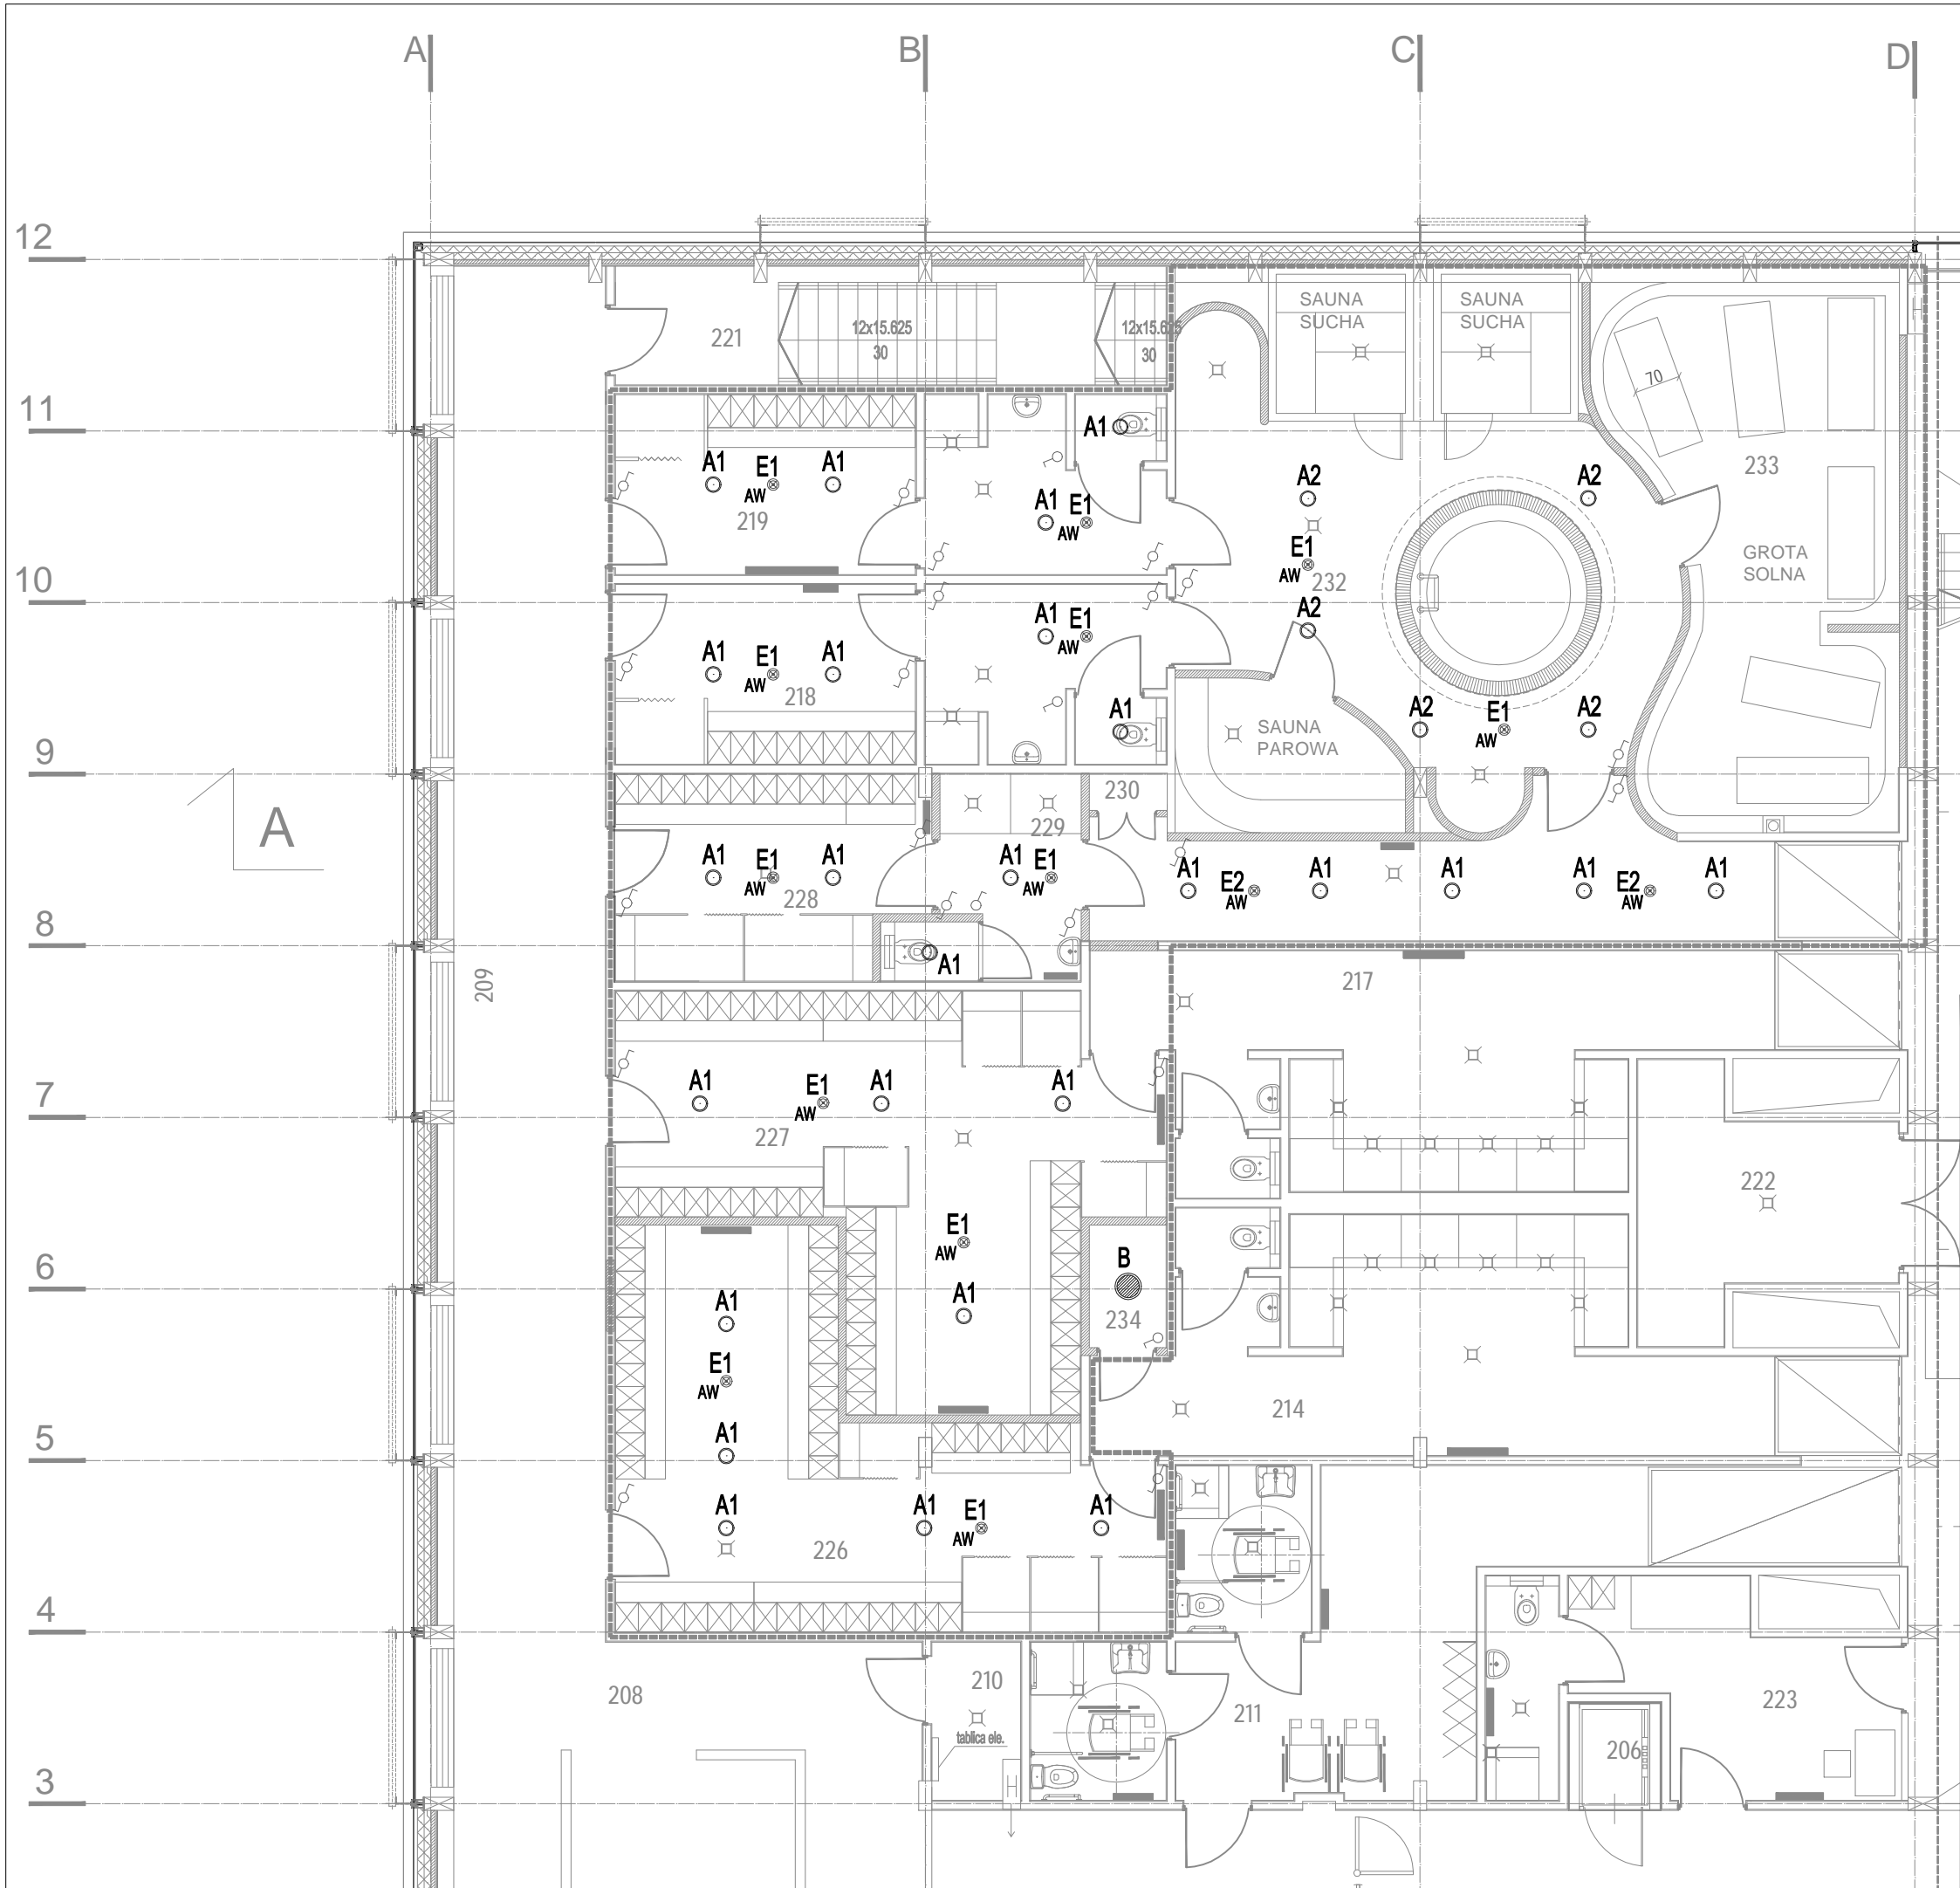 A B C D
12
SAUNA SUCHA
SAUNA SUCHA
221
12x15.625
30
12x15.625
30
70
11
A1
A1 E1 A1
AW
219
A1 E1
AW
A2 A2
233
E1
AW
232
GROTA
SOLNA
10
A1 E1
AW
A2
A1 E1 A1
AW
218
A1
A2 E1 A2
AW
SAUNA
PAROWA
9
A
230
229
A1 E1 A1
AW
228
A1 E1
AW
A1 E2 A1 A1 A1 E2 A1
AW AW
8
A1
209
217
7
A1 E1 A1 A1
AW
227
222
E1
AW
6
B
234
A1
A1
E1
AW
214
5
A1
A1 A1 E1 A1
AW
226
4
208
210
tablica ele.
211
223
206
3